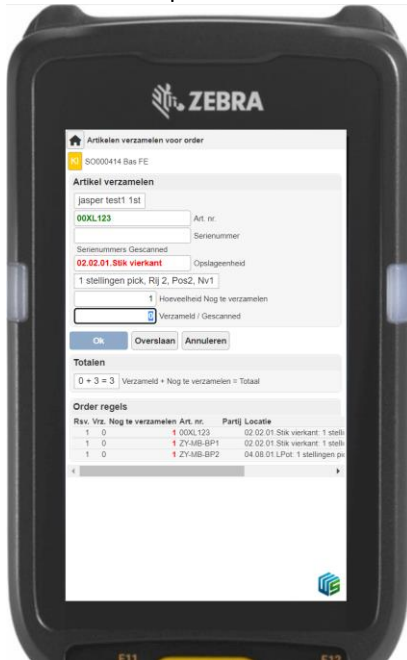 ZEBRA
Artikelen verzamelen voor order
KI SO000414 Bas FE
Artikel verzamelen
jasper test1 1st
00XL123 Art. nr.
Serienummer
Serienummers Gescanned
02.02.01.Stik vierkant Opslageenheid
1 stellingen pick, Rij 2, Pos2, Nv1
1 Hoeveelheid Nog te verzamelen
0 Verzameld / Gescanned
Ok Overslaan Annuleren
Totalen
0 + 3 = 3 Verzameld + Nog te verzamelen = Totaal
Order regels
Rsv. Vrz. Nog te verzamelen Art. nr. Partij Locatie
1 0 1 00XL123 02.02.01.Stik vierkant: 1 stelli
1 0 1 ZY-MB-BP1 02.02.01.Stik vierkant: 1 stelli
1 0 1 ZY-MB-BP2 04.08.01.LPot: 1 stellingen pic
F11 F12